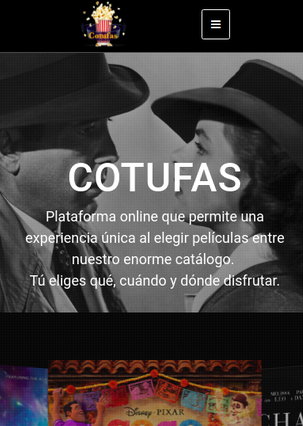 Cotufas
COTUFAS
Plataforma online que permite una
experiencia única al elegir películas entre
nuestro enorme catálogo.
Tú eliges qué, cuándo y dónde disfrutar.
Disney · PIXAR